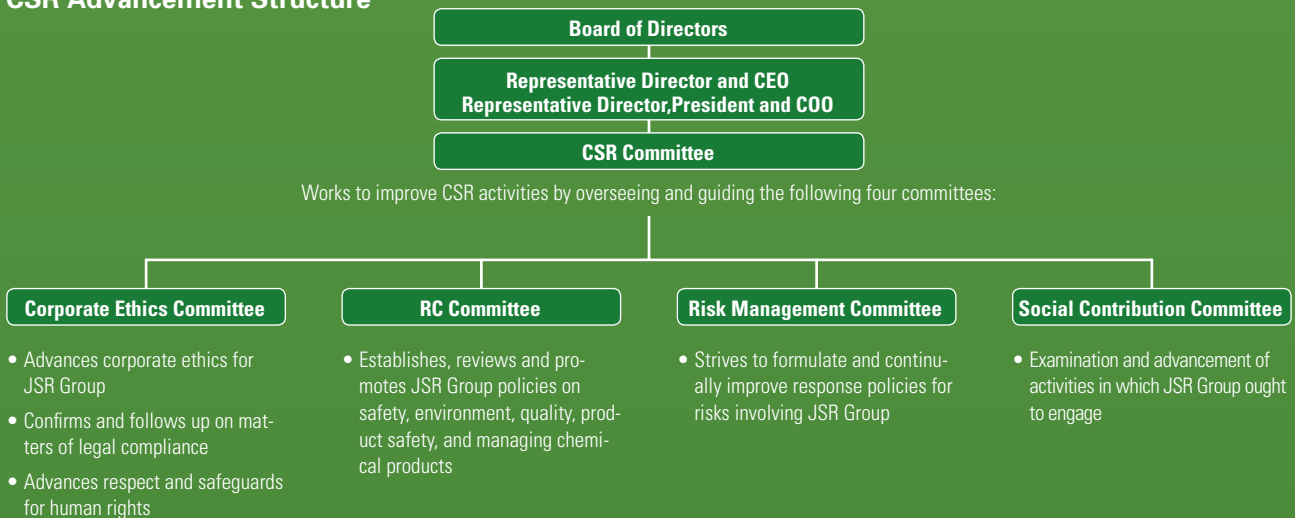 CSR Advancement Structure
Board of Directors
Representative Director and CEO
Representative Director,President and COO
CSR Committee
Works to improve CSR activities by overseeing and guiding the following four committees:
Corporate Ethics Committee
• Advances corporate ethics for
JSR Group
• Confirms and follows up on mat-
ters of legal compliance
• Advances respect and safeguards
for human rights
RC Committee
• Establishes, reviews and pro-
motes JSR Group policies on
safety, environment, quality, prod-
uct safety, and managing chemi-
cal products
Risk Management Committee
• Strives to formulate and continu-
ally improve response policies for
risks involving JSR Group
Social Contribution Committee
• Examination and advancement of
activities in which JSR Group ought
to engage